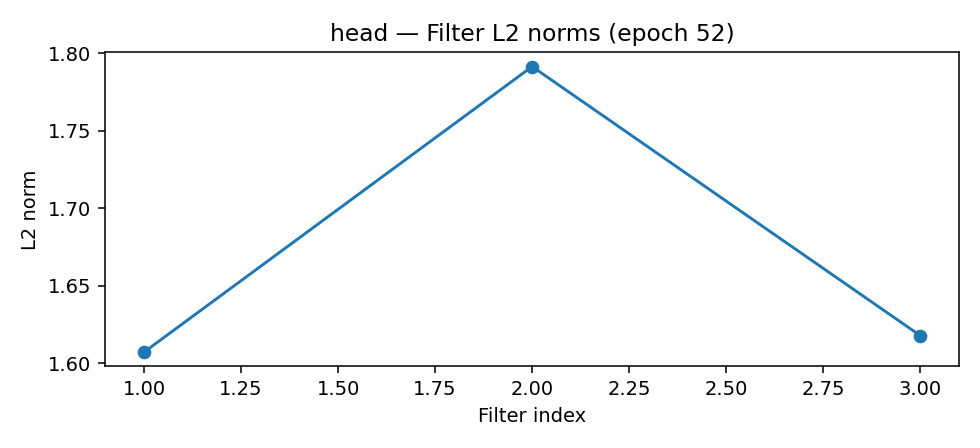 head — Filter L2 norms (epoch 52)
1.80
1.75
1.70
1.65
1.60
L2 norm
1.00 1.25 1.50 1.75 2.00 2.25 2.50 2.75 3.00
Filter index